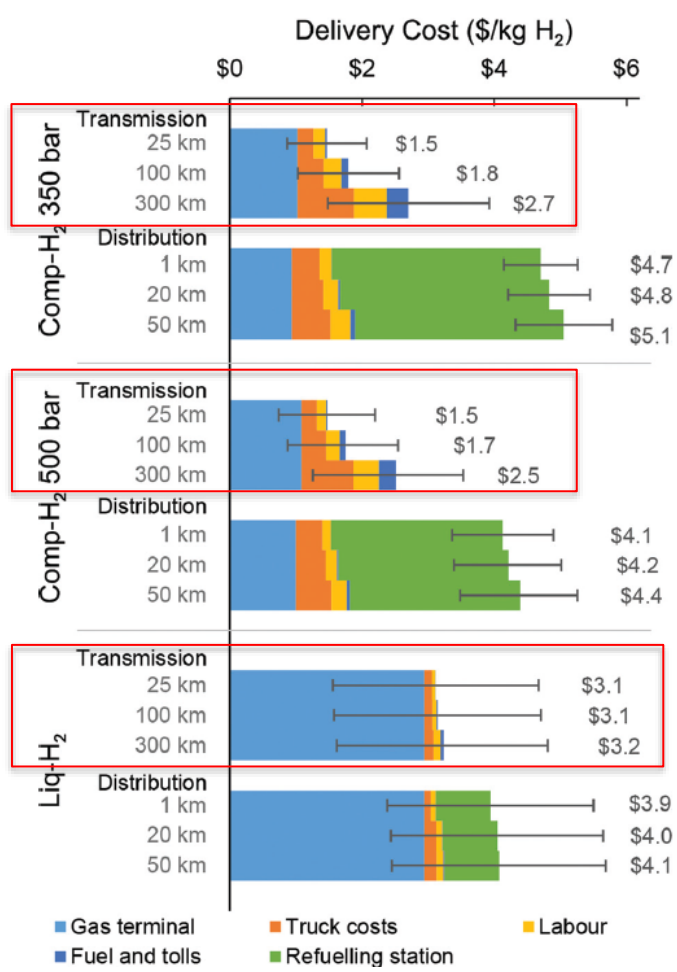 Delivery Cost ($/kg H₂)
$0 $2 $4 $6
Comp-H₂ 350 bar
Transmission
25 km $1.5
100 km $1.8
300 km $2.7
Distribution
1 km $4.7
20 km $4.8
50 km $5.1
Comp-H₂ 500 bar
Transmission
25 km $1.5
100 km $1.7
300 km $2.5
Distribution
1 km $4.1
20 km $4.2
50 km $4.4
Liq-H₂
Transmission
25 km $3.1
100 km $3.1
300 km $3.2
Distribution
1 km $3.9
20 km $4.0
50 km $4.1
Gas terminal Truck costs Labour
Fuel and tolls Refuelling station